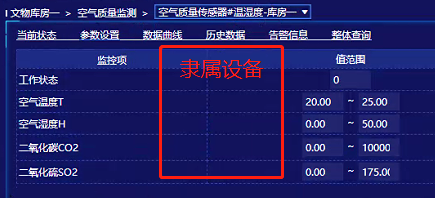 文物库房一 > 空气质量监测 > 空气质量传感器#温湿度-库房一
当前状态 参数设置 数据曲线 历史数据 告警信息 整体查询
监控项 隶属设备 值范围
工作状态 0
空气温度T 20.00 ~ 25.00
空气湿度H 0.00 ~ 50.00
二氧化碳CO2 0.00 ~ 10000
二氧化硫SO2 0.00 ~ 175.00